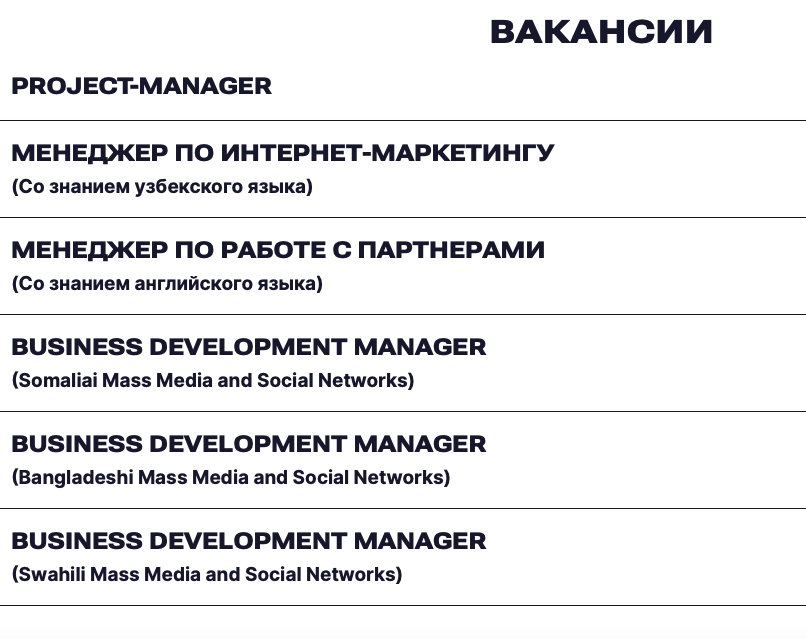 ВАКАНСИИ
PROJECT-MANAGER
МЕНЕДЖЕР ПО ИНТЕРНЕТ-МАРКЕТИНГУ
(Со знанием узбекского языка)
МЕНЕДЖЕР ПО РАБОТЕ С ПАРТНЕРАМИ
(Со знанием английского языка)
BUSINESS DEVELOPMENT MANAGER
(Somaliai Mass Media and Social Networks)
BUSINESS DEVELOPMENT MANAGER
(Bangladeshi Mass Media and Social Networks)
BUSINESS DEVELOPMENT MANAGER
(Swahili Mass Media and Social Networks)